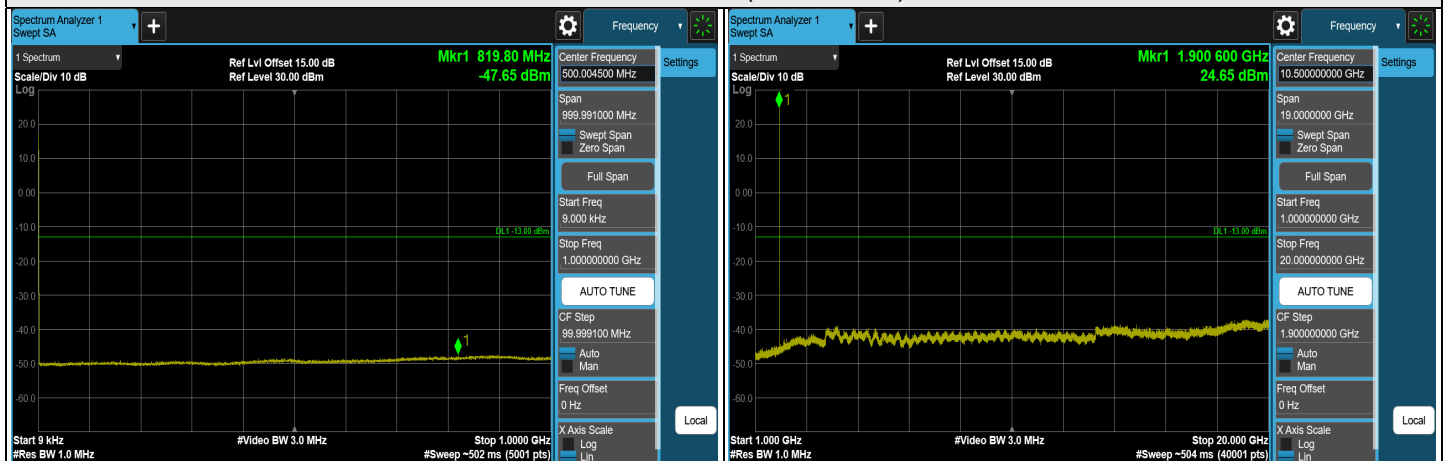 Spectrum Analyzer 1
Swept SA
Frequency
1 Spectrum
Scale/Div 10 dB
Log
Ref Lvl Offset 15.00 dB
Ref Level 30.00 dBm
Mkr1 819.80 MHz
-47.65 dBm
1
20.0
10.0
0.00
-10.0
-20.0
-30.0
-40.0
-50.0
-60.0
DL1 -13.00 dBm
Start 9 kHz
#Res BW 1.0 MHz
#Video BW 3.0 MHz
Stop 1.0000 GHz
#Sweep ~502 ms (5001 pts)
Center Frequency
500.004500 MHz
Settings
Span
999.991000 MHz
Swept Span
Zero Span
Full Span
Start Freq
9.000 kHz
Stop Freq
1.000000000 GHz
AUTO TUNE
CF Step
99.999100 MHz
Auto
Man
Freq Offset
0 Hz
X Axis Scale
Log
Lin
Local
Spectrum Analyzer 1
Swept SA
Frequency
1 Spectrum
Scale/Div 10 dB
Log
Ref Lvl Offset 15.00 dB
Ref Level 30.00 dBm
Mkr1 1.900 600 GHz
24.65 dBm
1
20.0
10.0
0.00
-10.0
-20.0
-30.0
-40.0
-50.0
-60.0
DL1 -13.00 dBm
Start 1.000 GHz
#Res BW 1.0 MHz
#Video BW 3.0 MHz
Stop 20.000 GHz
#Sweep ~504 ms (40001 pts)
Center Frequency
10.500000000 GHz
Settings
Span
19.0000000 GHz
Swept Span
Zero Span
Full Span
Start Freq
1.000000000 GHz
Stop Freq
20.000000000 GHz
AUTO TUNE
CF Step
1.900000000 GHz
Auto
Man
Freq Offset
0 Hz
X Axis Scale
Log
Lin
Local